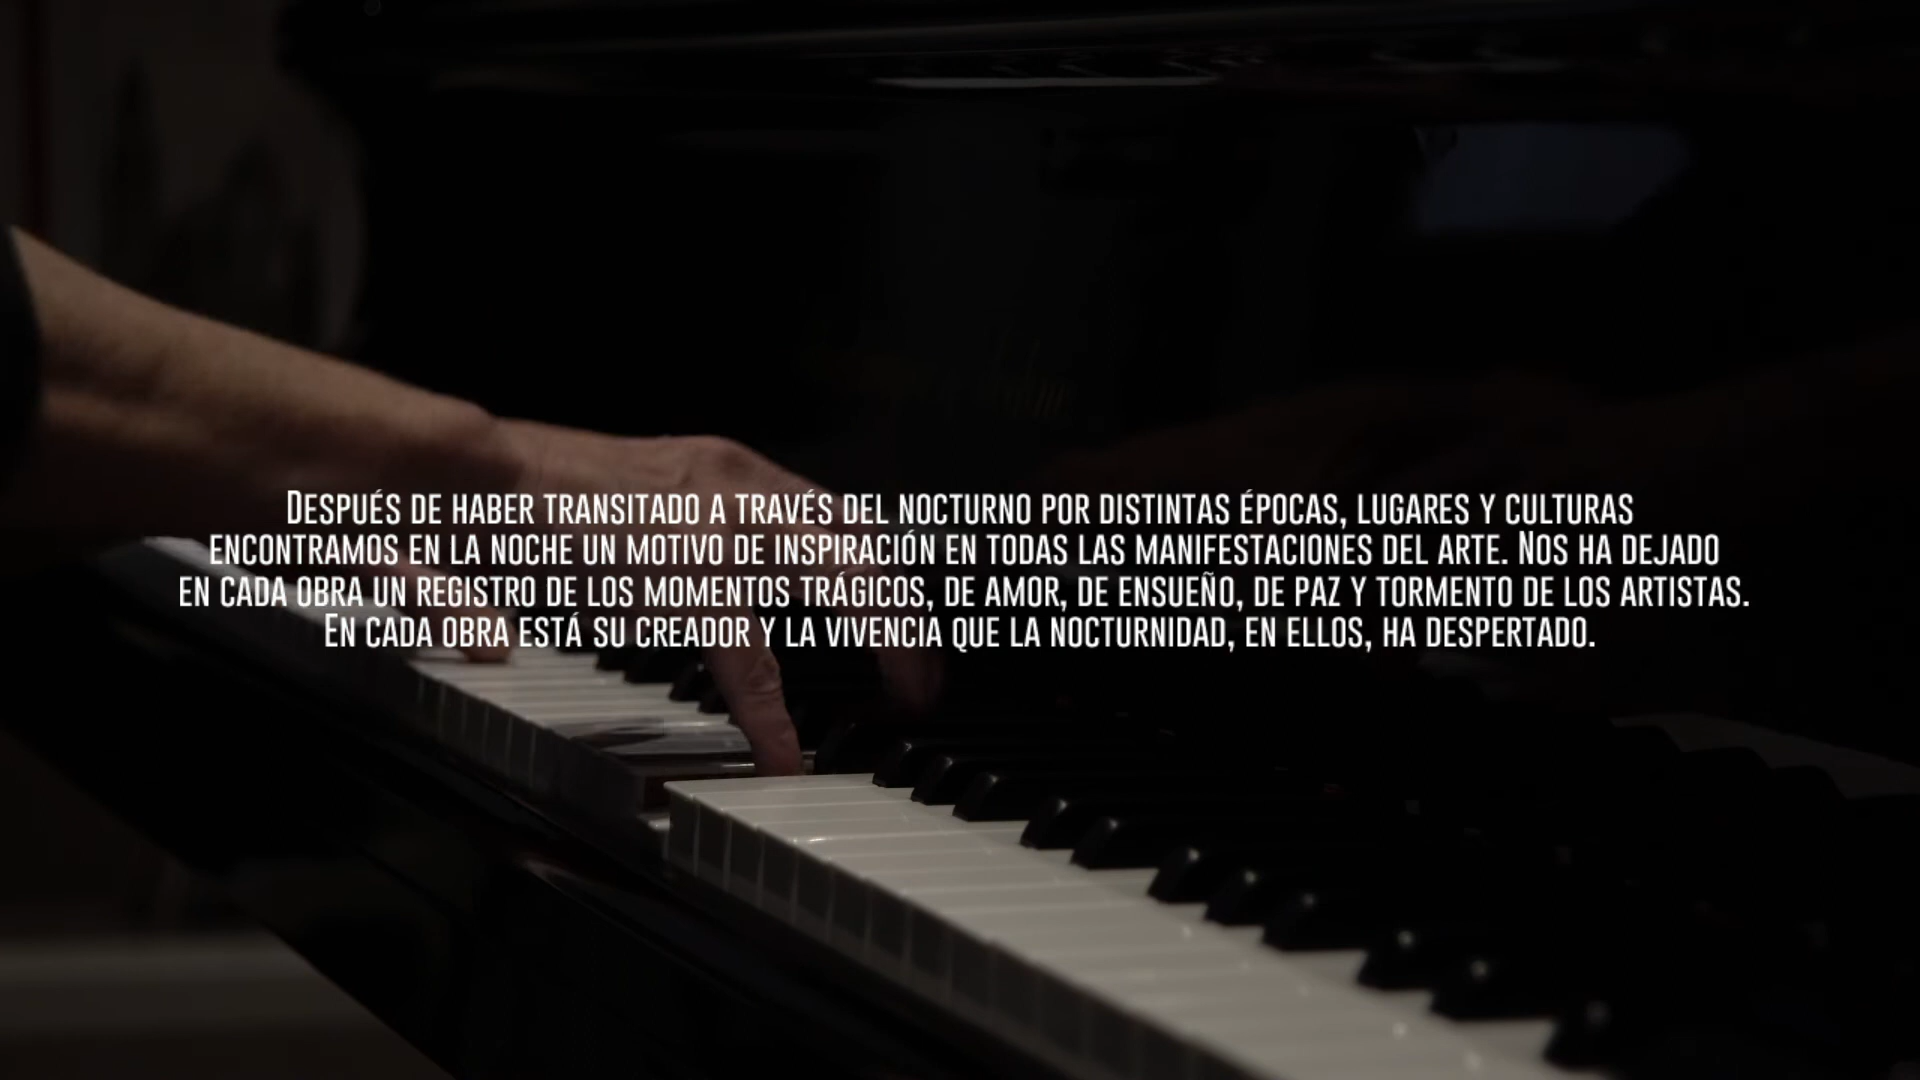 Después de haber transitado a través del nocturno por distintas épocas, lugares y culturas
encontramos en la noche un motivo de inspiración en todas las manifestaciones del arte. Nos ha dejado
en cada obra un registro de los momentos trágicos, de amor, de ensueño, de paz y tormento de los artistas.
En cada obra está su creador y la vivencia que la nocturnidad, en ellos, ha despertado.